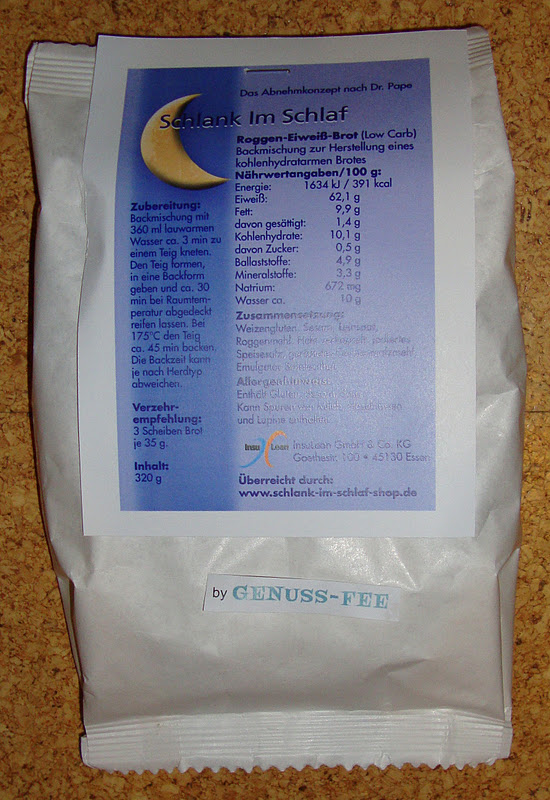 Das Abnehmkonzept nach Dr. Pape
Schlank Im Schlaf
Roggen-Eiweiß-Brot (Low Carb)
Backmischung zur Herstellung eines
kohlenhydratarmen Brotes
Nährwertangaben/100 g:
Energie: 1634 kJ / 391 kcal
Eiweiß: 62,1 g
Fett: 9,9 g
davon gesättigt: 1,4 g
Kohlenhydrate: 10,1 g
davon Zucker: 0,5 g
Ballaststoffe: 4,9 g
Mineralstoffe: 3,3 g
Natrium: 672 mg
Wasser ca. 10 g
Zusammensetzung:
Weizengluten, Sesam, Leinsaat,
Roggenmehl,
Speisesalz,
Emulgator
Allergenhinweis:
Enthält Gluten
Kann Spuren von Milch,
und Lupine enthalten
Insu Lean
InsuLean GmbH & Co. KG
Goethestr. 100 • 45130 Essen
Überreicht durch:
www.schlank-im-schlaf-shop.de
Zubereitung:
Backmischung mit
360 ml lauwarmen
Wasser ca. 3 min zu
einem Teig kneten.
Den Teig formen,
in eine Backform
geben und ca. 30
min bei Raumtem-
peratur abgedeckt
reifen lassen. Bei
175°C den Teig
ca. 45 min backen.
Die Backzeit kann
je nach Herdtyp
abweichen.
Verzehr-
empfehlung:
3 Scheiben Brot
je 35 g.
Inhalt:
320 g
by GENUSS-FEE